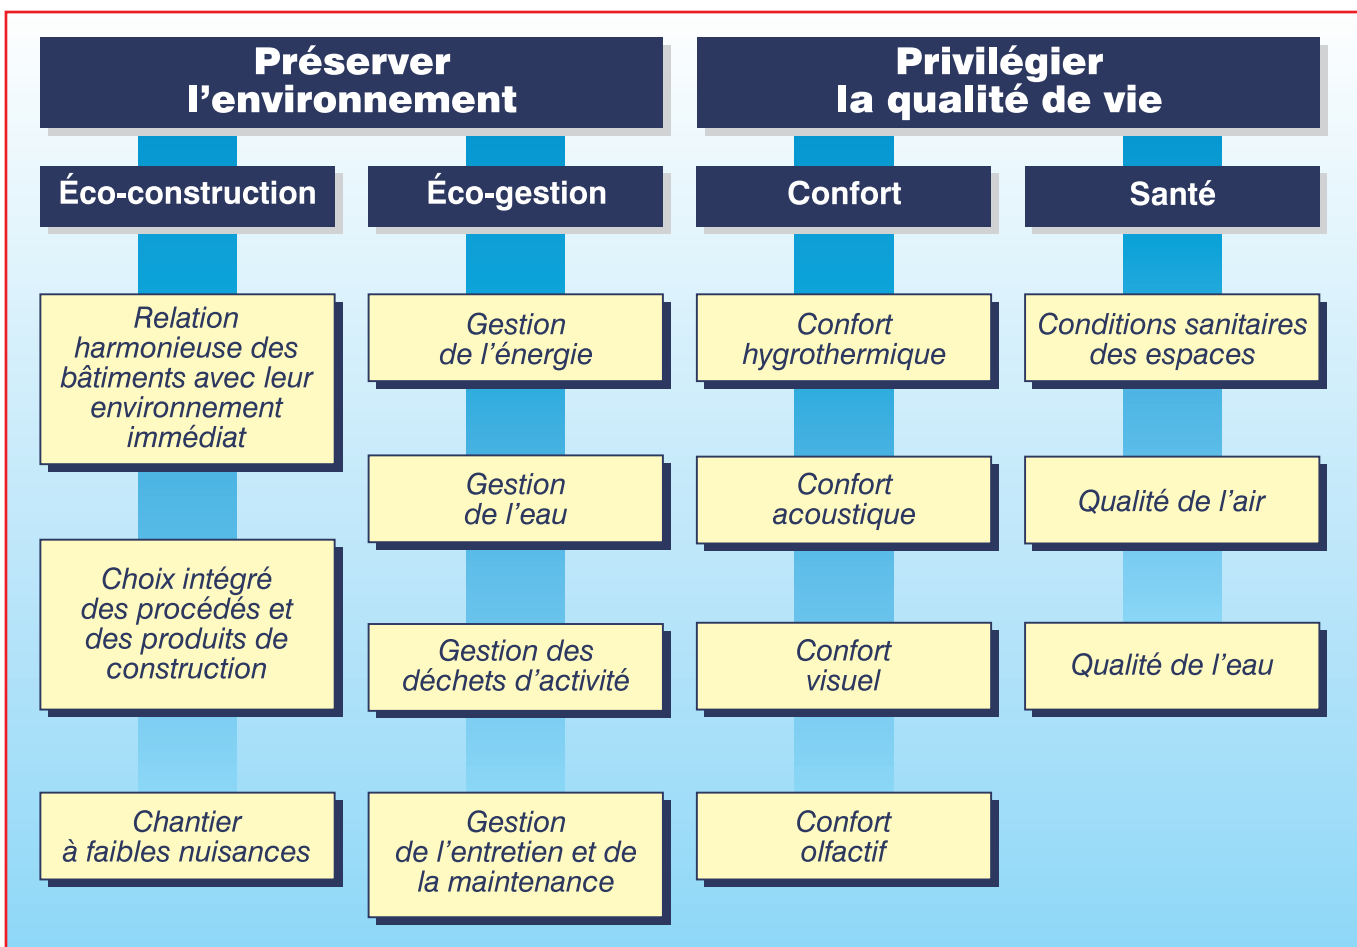 Préserver
l’environnement
Privilégier
la qualité de vie
Éco-construction
Éco-gestion
Confort
Santé
Relation
harmonieuse des
bâtiments avec leur
environnement
immédiat
Choix intégré
des procédés et
des produits de
construction
Chantier
à faibles nuisances
Gestion
de l’énergie
Gestion
de l’eau
Gestion des
déchets d’activité
Gestion
de l’entretien et de
la maintenance
Confort
hygrothermique
Confort
acoustique
Confort
visuel
Confort
olfactif
Conditions sanitaires
des espaces
Qualité de l’air
Qualité de l’eau